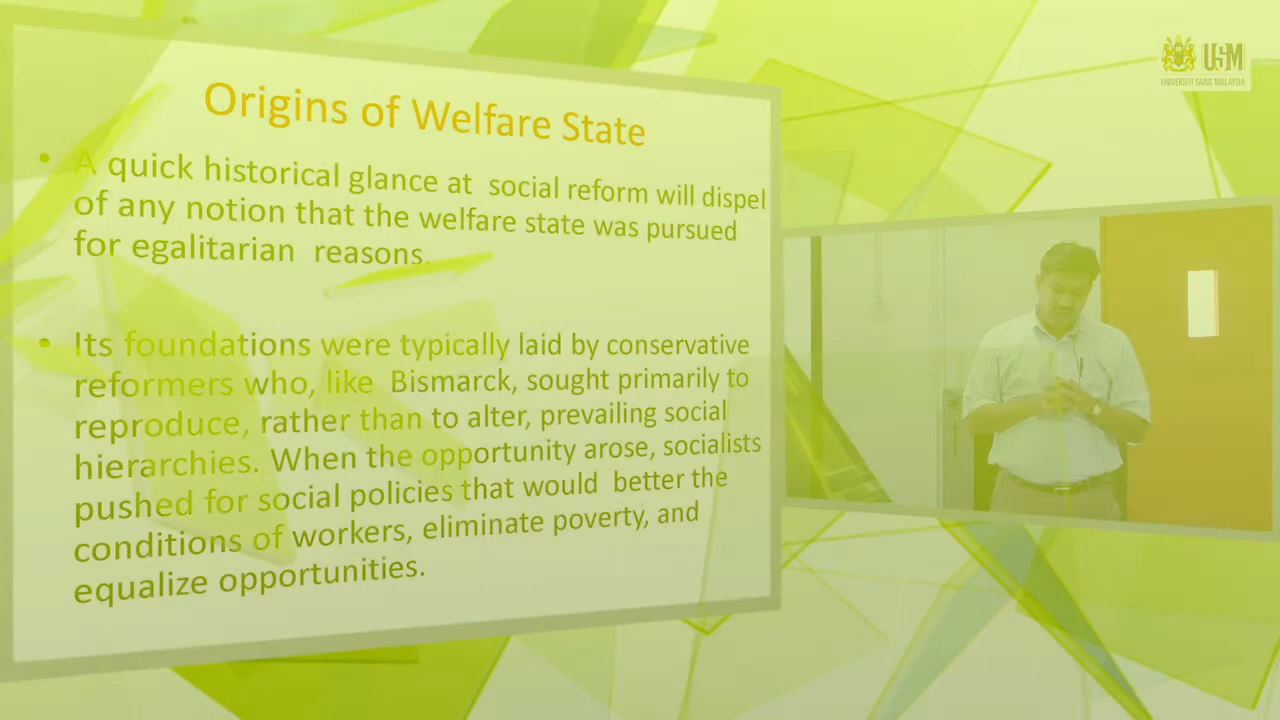 USM
UNIVERSITI SAINS MALAYSIA
Origins of Welfare State
• A quick historical glance at social reform will dispel
of any notion that the welfare state was pursued
for egalitarian reasons.
• Its foundations were typically laid by conservative
reformers who, like Bismarck, sought primarily to
reproduce, rather than to alter, prevailing social
hierarchies. When the opportunity arose, socialists
pushed for social policies that would better the
conditions of workers, eliminate poverty, and
equalize opportunities.